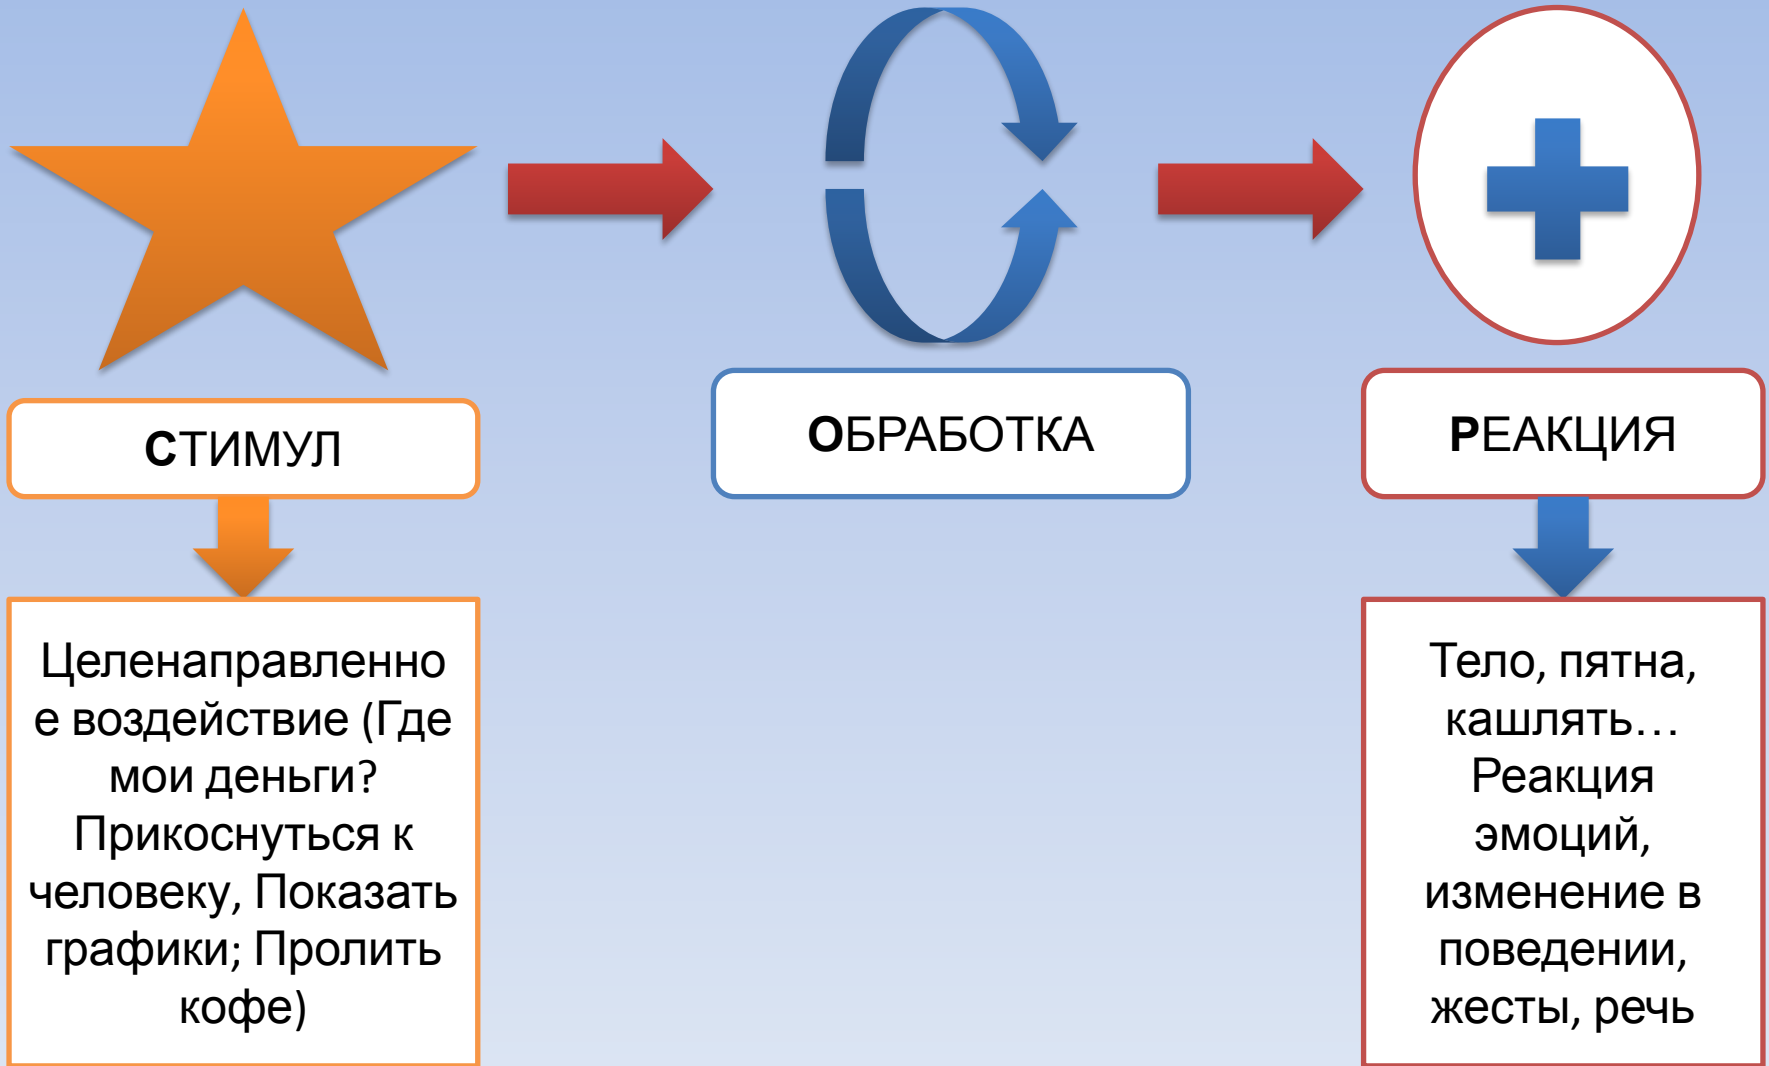 СТИМУЛ
ОБРАБОТКА
РЕАКЦИЯ
Целенаправленно
е воздействие (Где
мои деньги?
Прикоснуться к
человеку, Показать
графики; Пролить
кофе)
Тело, пятна,
кашлять…
Реакция
эмоций,
изменение в
поведении,
жесты, речь